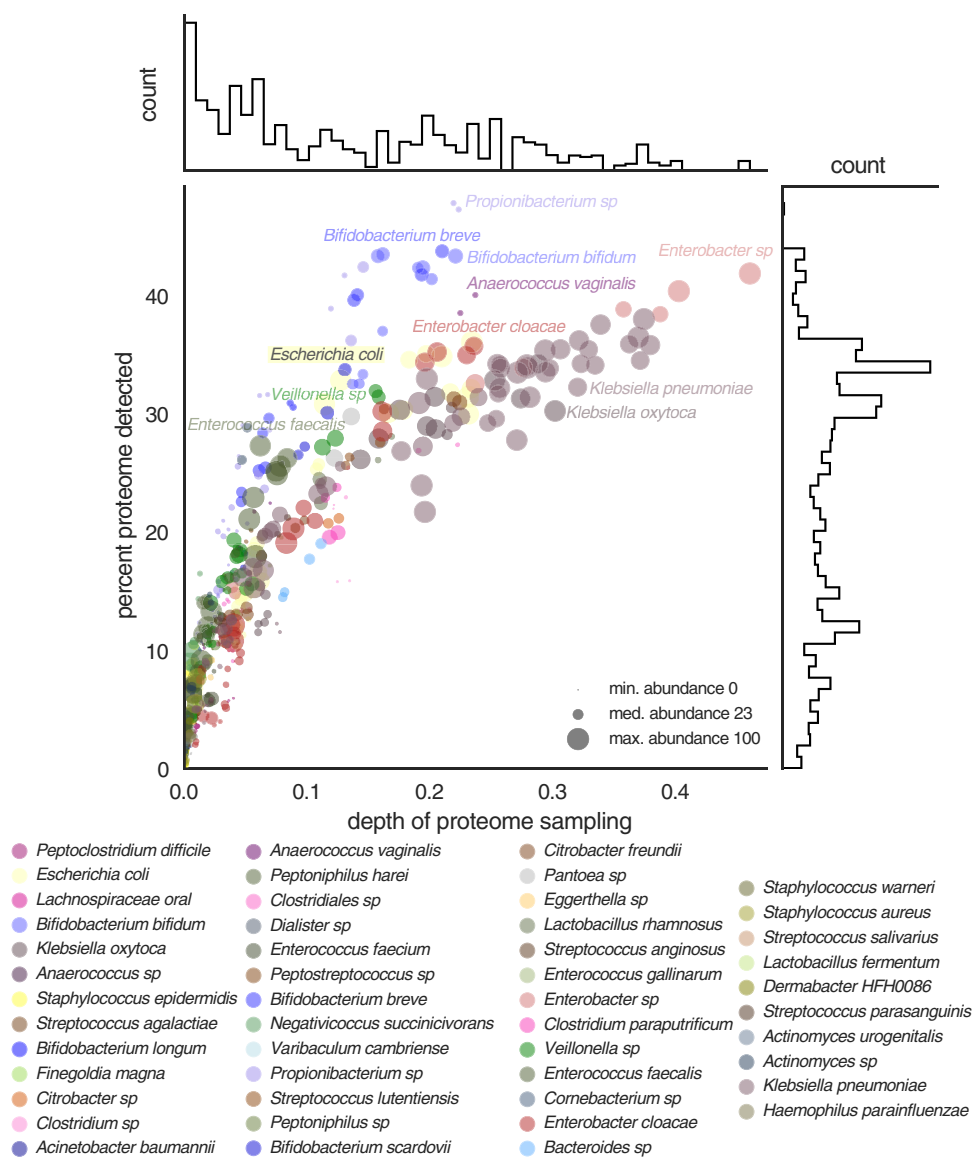 count
count
Propionibacterium sp
Bifidobacterium breve
Bifidobacterium bifidum
Enterobacter sp
Anaerococcus vaginalis
Enterobacter cloacae
Escherichia coli
Veillonella sp
Klebsiella pneumoniae
Enterococcus faecalis
Klebsiella oxytoca
percent proteome detected
40
30
20
10
0
min. abundance 0
med. abundance 23
max. abundance 100
0.0 0.1 0.2 0.3 0.4
depth of proteome sampling
Peptoclostridium difficile
Escherichia coli
Lachnospiraceae oral
Bifidobacterium bifidum
Klebsiella oxytoca
Anaerococcus sp
Staphylococcus epidermidis
Streptococcus agalactiae
Bifidobacterium longum
Finegoldia magna
Citrobacter sp
Clostridium sp
Acinetobacter baumannii
Anaerococcus vaginalis
Peptoniphilus harei
Clostridiales sp
Dialister sp
Enterococcus faecium
Peptostreptococcus sp
Bifidobacterium breve
Negativicoccus succinicivorans
Varibaculum cambriense
Propionibacterium sp
Streptococcus lutentiensis
Peptoniphilus sp
Bifidobacterium scardovii
Citrobacter freundii
Pantoea sp
Eggerthella sp
Lactobacillus rhamnosus
Streptococcus anginosus
Enterococcus gallinarum
Enterobacter sp
Clostridium paraputrificum
Veillonella sp
Enterococcus faecalis
Cornebacterium sp
Enterobacter cloacae
Bacteroides sp
Staphylococcus warneri
Staphylococcus aureus
Streptococcus salivarius
Lactobacillus fermentum
Dermabacter HFH0086
Streptococcus parasanguinis
Actinomyces urogenitalis
Actinomyces sp
Klebsiella pneumoniae
Haemophilus parainfluenzae